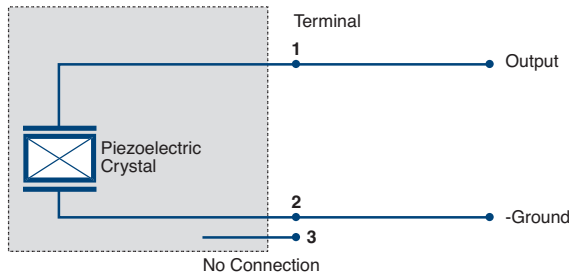 Terminal
1
Output
Piezoelectric
Crystal
2
-Ground
3
No Connection